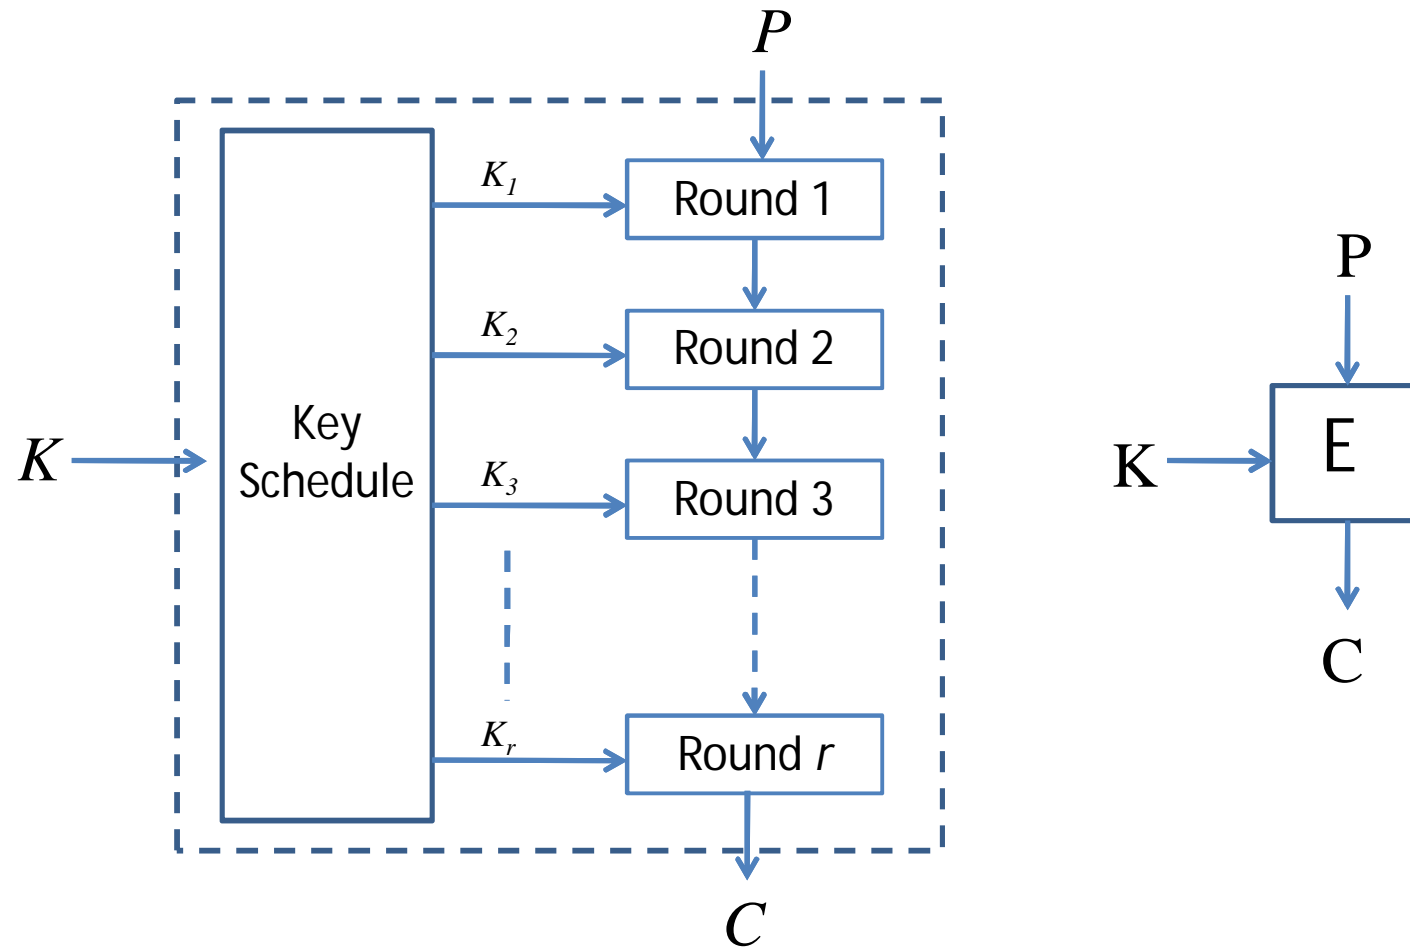 P
K₁
Round 1
K₂
Round 2
Key
Schedule
K
K₃
Round 3
Kᵣ
Round r
C
P
K
E
C